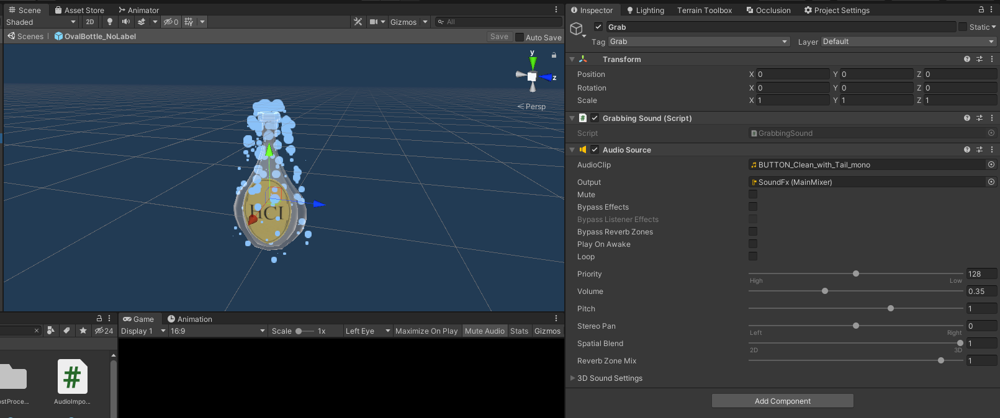 Scene Asset Store Animator
Shaded 2D 0 Gizmos All
Scenes OvalBottle_NoLabel Save Auto Save
y
z
Persp
HCI
Inspector Lighting Terrain Toolbox Occlusion Project Settings
Grab Static
Tag Grab Layer Default
Transform
Position X 0 Y 0 Z 0
Rotation X 0 Y 0 Z 0
Scale X 1 Y 1 Z 1
# Grabbing Sound (Script)
Script GrabbingSound
Audio Source
AudioClip BUTTON_Clean_with_Tail_mono
Output SoundFx (MainMixer)
Mute
Bypass Effects
Bypass Listener Effects
Bypass Reverb Zones
Play On Awake
Loop
Priority 128
High Low
Volume 0.35
Pitch 1
Stereo Pan 0
Left Right
Spatial Blend 1
2D 3D
Reverb Zone Mix 1
3D Sound Settings
Add Component
Game Animation
24 Display 1 16:9 Scale 1x Left Eye Maximize On Play Mute Audio Stats Gizmos
#
ostProce... AudioImpo...